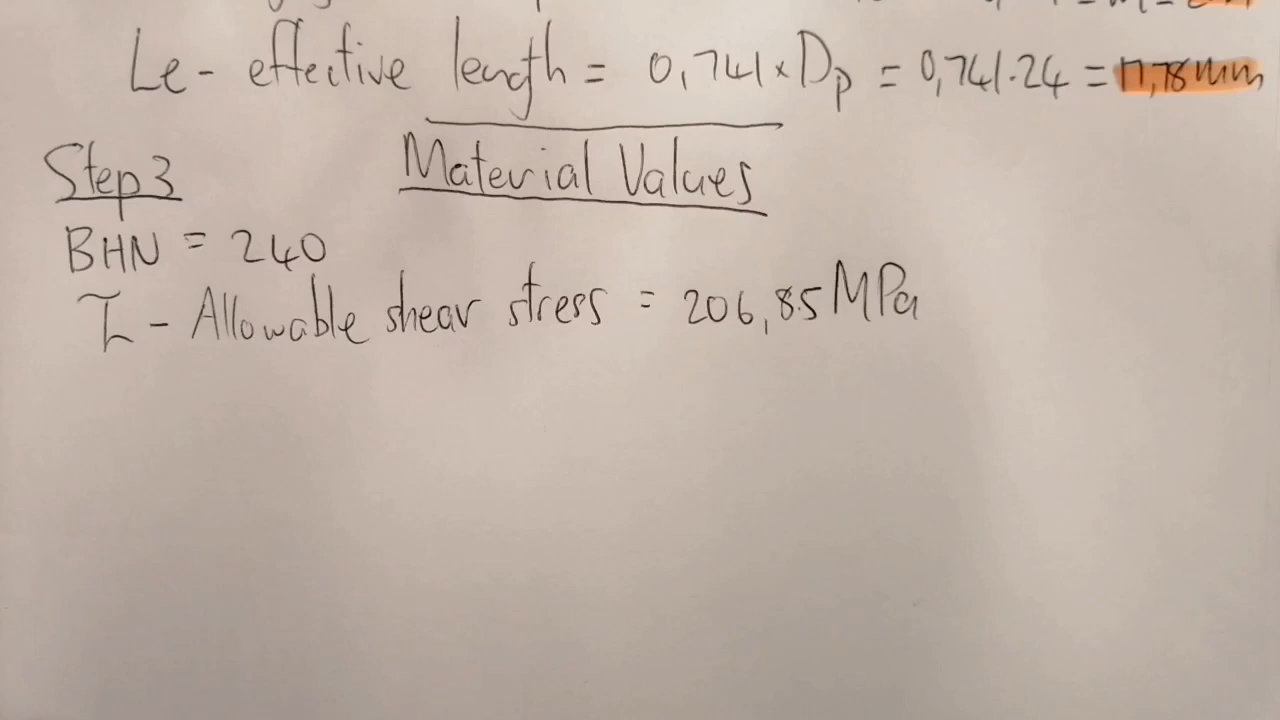 Le - effective length = 0,741 × Dp = 0,741·24 = 17,78mm
Material Values
Step 3
BHN = 240
τ - Allowable shear stress = 206,85 MPa